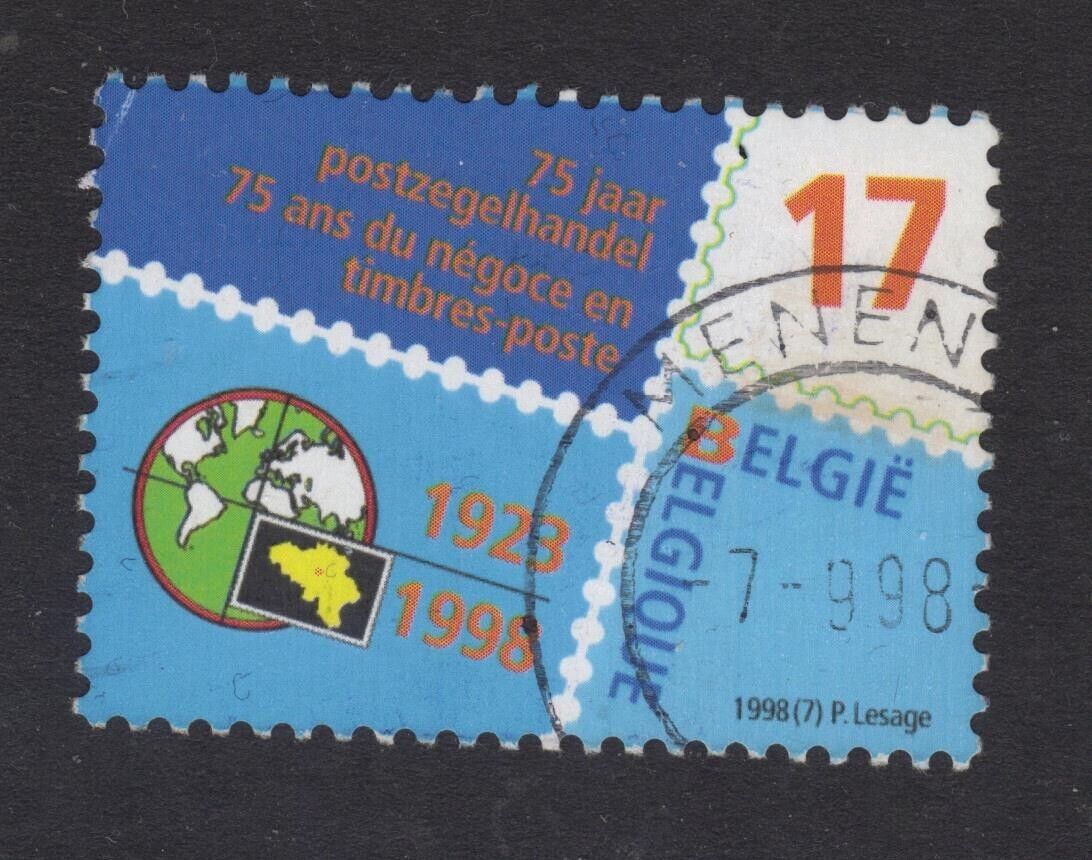 75 jaar
postzegelhandel
75 ans du négoce en
timbres-poste
17
MENEN
BELGIË
BELGIQUE
1923
1998
-7-998
1998(7) P. Lesage